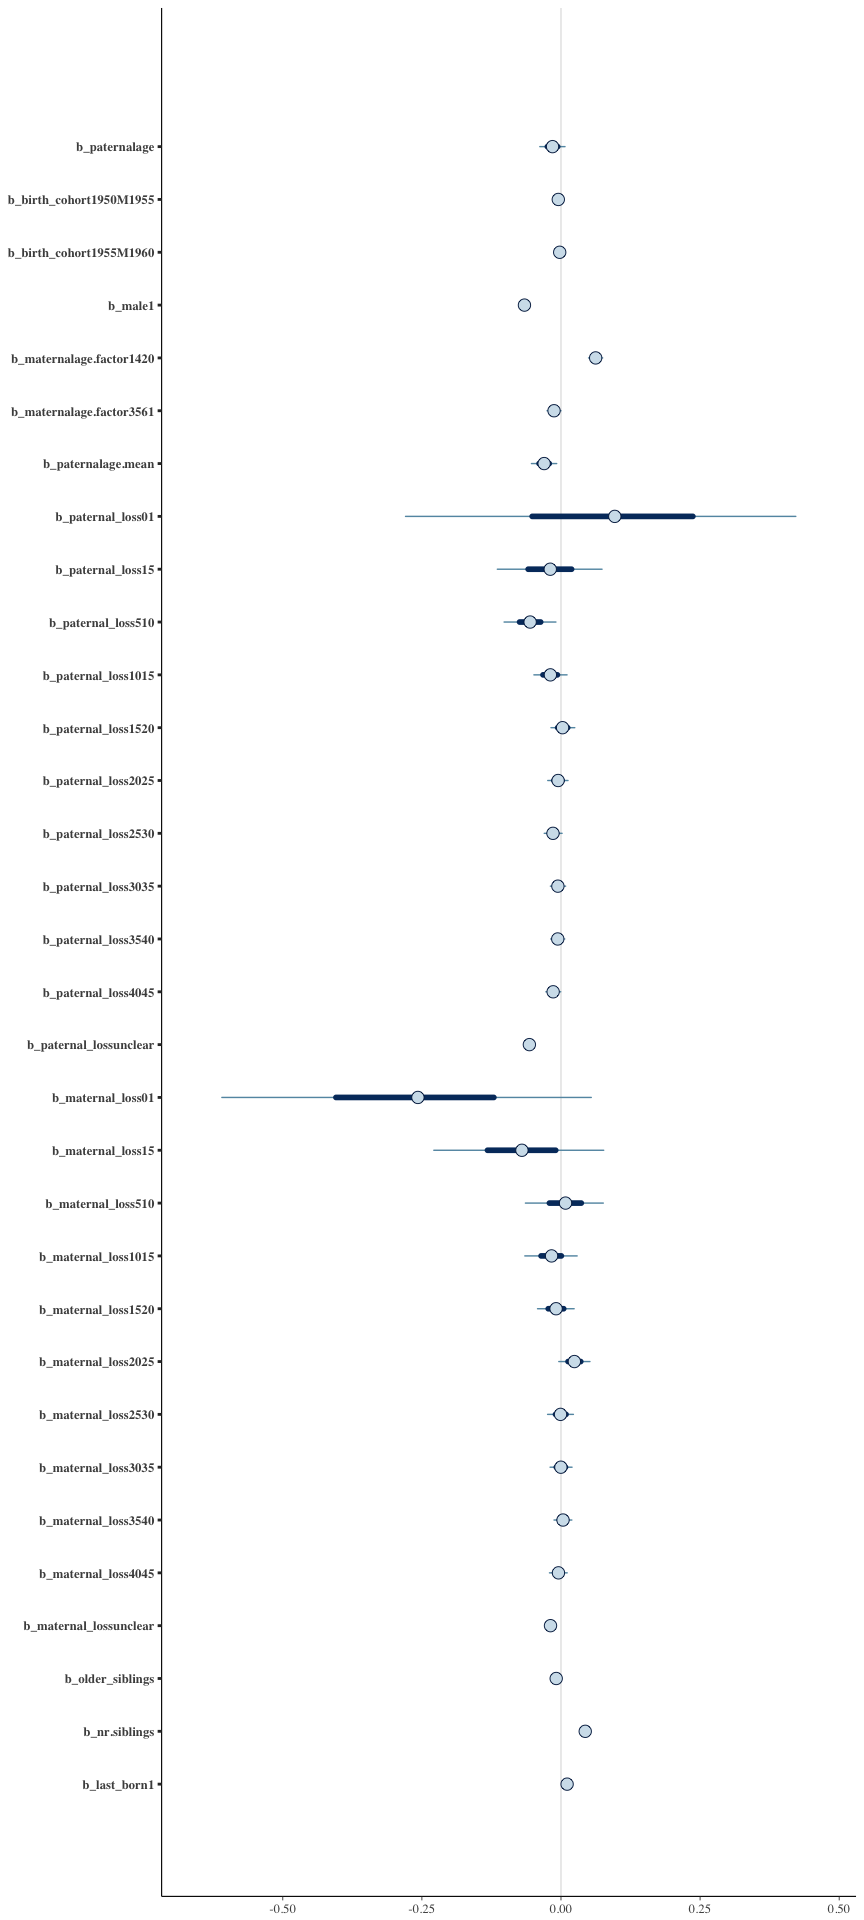 b_paternalage
b_birth_cohort1950M1955
b_birth_cohort1955M1960
b_male1
b_maternalage.factor1420
b_maternalage.factor3561
b_paternalage.mean
b_paternal_loss01
b_paternal_loss15
b_paternal_loss510
b_paternal_loss1015
b_paternal_loss1520
b_paternal_loss2025
b_paternal_loss2530
b_paternal_loss3035
b_paternal_loss3540
b_paternal_loss4045
b_paternal_lossunclear
b_maternal_loss01
b_maternal_loss15
b_maternal_loss510
b_maternal_loss1015
b_maternal_loss1520
b_maternal_loss2025
b_maternal_loss2530
b_maternal_loss3035
b_maternal_loss3540
b_maternal_loss4045
b_maternal_lossunclear
b_older_siblings
b_nr.siblings
b_last_born1
-0.50 -0.25 0.00 0.25 0.50